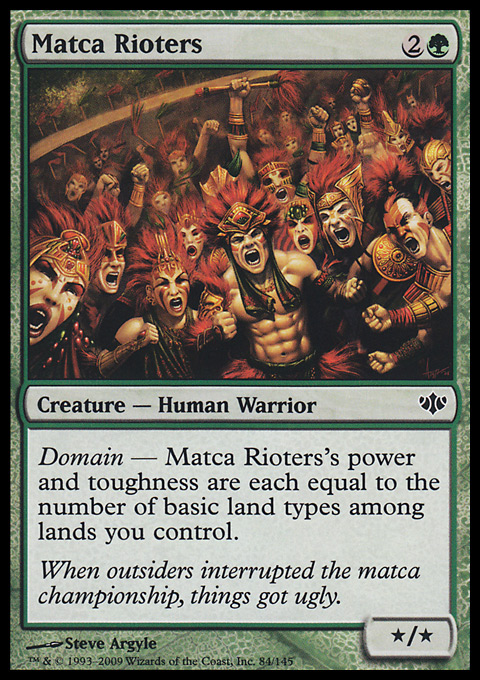 Matca Rioters 2
Creature — Human Warrior
Domain — Matca Rioters's power
and toughness are each equal to the
number of basic land types among
lands you control.
When outsiders interrupted the matca
championship, things got ugly.
Steve Argyle
★/★
™ & © 1993–2009 Wizards of the Coast, Inc. 84/145